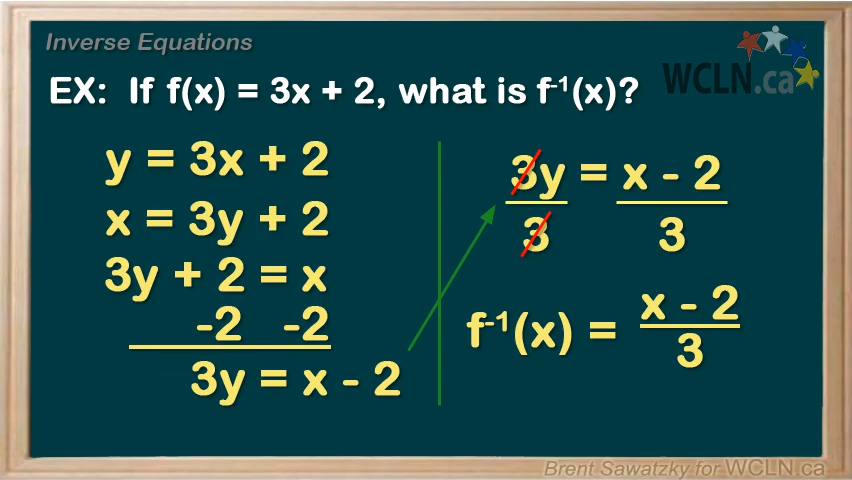 Inverse Equations
WCLN.ca
EX: If f(x) = 3x + 2, what is f⁻¹(x)?
y = 3x + 2
x = 3y + 2
3y + 2 = x
-2 -2
3y = x - 2
3y = x - 2
3 3
f⁻¹(x) = x - 2
3
Brent Sawatzky for WCLN.ca